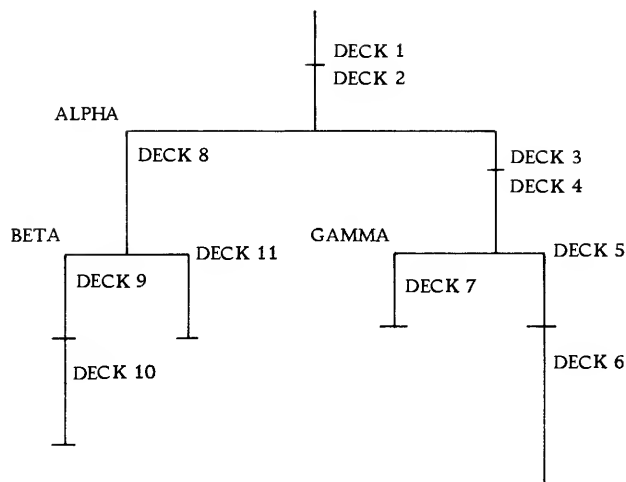 DECK 1
DECK 2
ALPHA
DECK 8
DECK 3
DECK 4
BETA
GAMMA
DECK 11
DECK 5
DECK 9
DECK 7
DECK 10
DECK 6